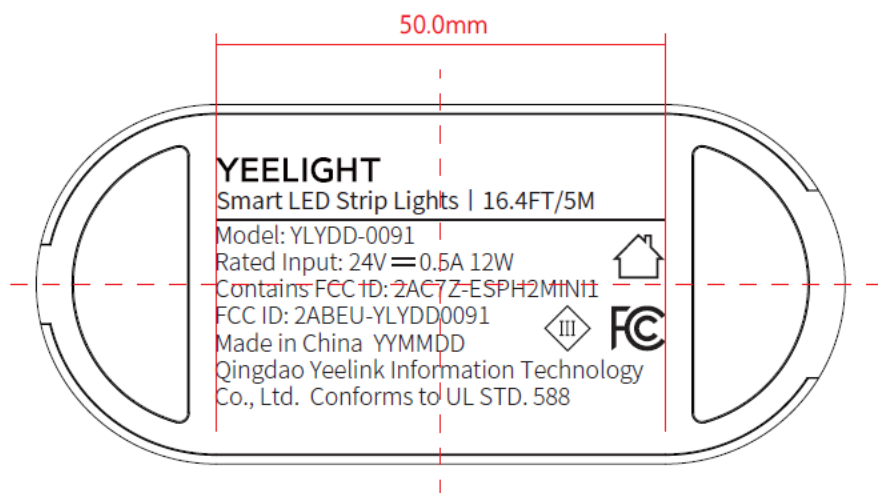 50.0mm
YEELIGHT
Smart LED Strip Lights | 16.4FT/5M
Model: YLYDD-0091
Rated Input: 24V ⎓ 0.5A 12W
Contains FCC ID: 2AC7Z-ESPH2MINI1
FCC ID: 2ABEU-YLYDD0091
III
FC
Made in China YYMMDD
Qingdao Yeelink Information Technology
Co., Ltd. Conforms to UL STD. 588